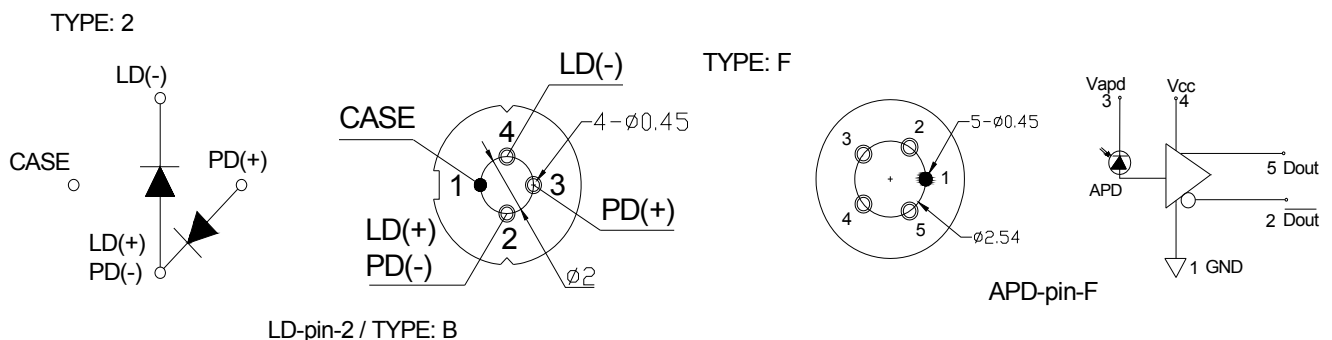 TYPE: 2
LD(-)
CASE
PD(+)
LD(+)
PD(-)
LD(-)
CASE
4-ø0.45
4
1
3
2
PD(+)
LD(+)
PD(-)
ø2
LD-pin-2 / TYPE: B
TYPE: F
5-ø0.45
3
2
1
4
5
ø2.54
APD-pin-F
Vapd
3
Vcc
4
APD
5 Dout
2 Dout
1 GND